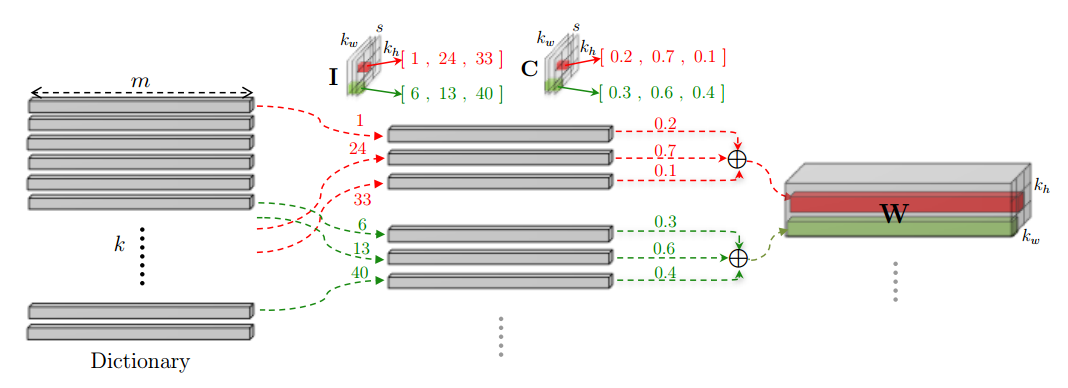 s
k_w
k_h
I
[ 1 , 24 , 33 ]
[ 6 , 13 , 40 ]
s
k_w
k_h
C
[ 0.2 , 0.7 , 0.1 ]
[ 0.3 , 0.6 , 0.4 ]
m
1
24
33
0.2
0.7
0.1
6
13
40
0.3
0.6
0.4
k
W
k_h
k_w
Dictionary